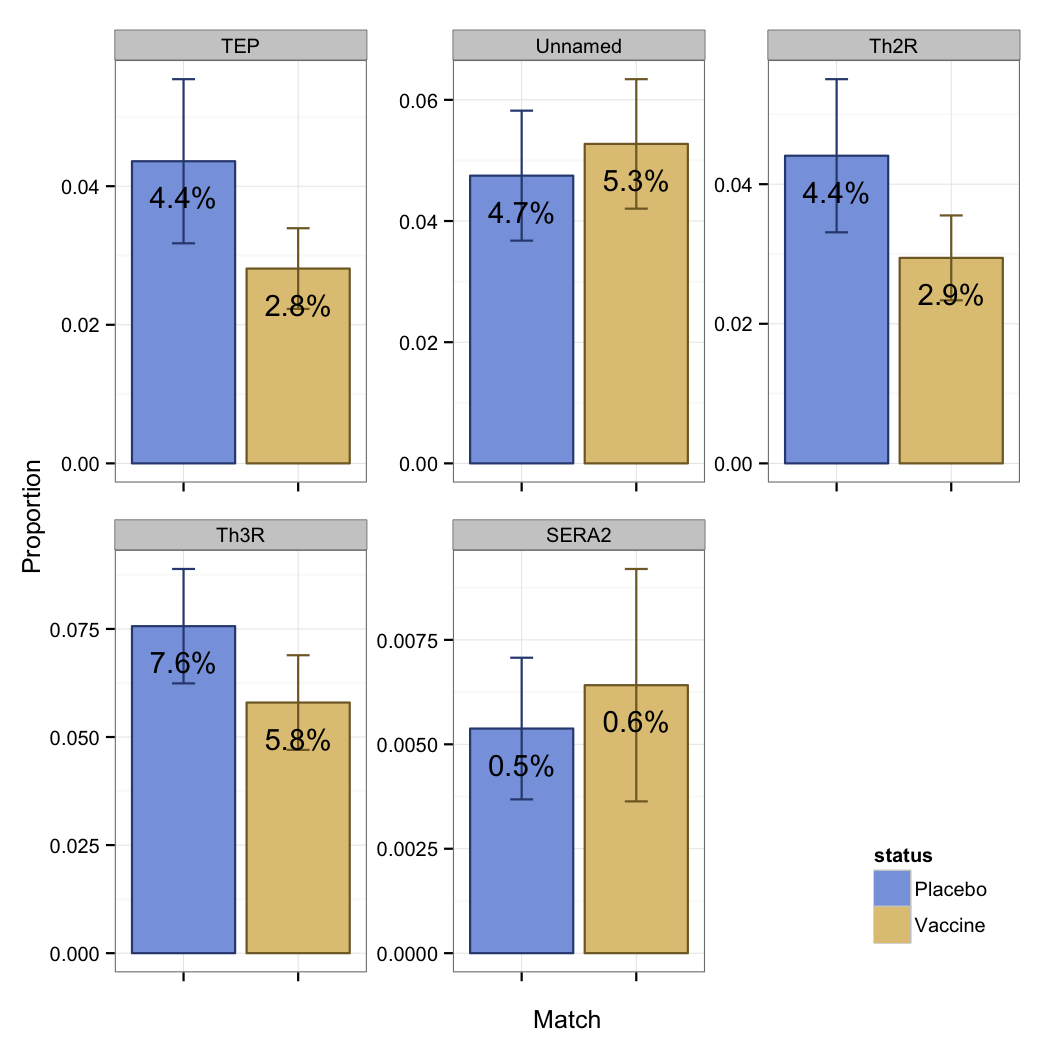 TEP
Unnamed
Th2R
0.04
0.02
0.00
4.4%
2.8%
0.06
0.04
0.02
0.00
4.7%
5.3%
0.04
0.02
0.00
4.4%
2.9%
Proportion
Th3R
SERA2
0.075
0.050
0.025
0.000
7.6%
5.8%
0.0075
0.0050
0.0025
0.0000
0.5%
0.6%
status
Placebo
Vaccine
Match